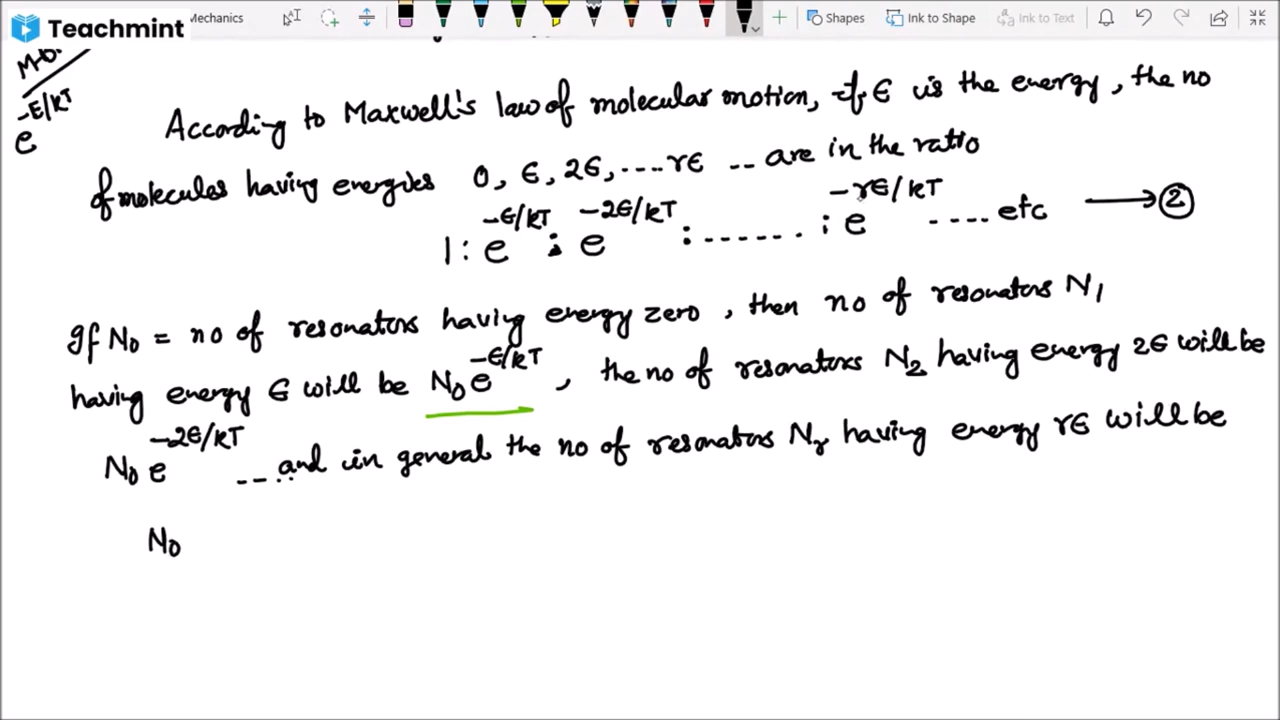 Mechanics
Shapes
Ink to Shape
Ink to Text
Teachmint
M-D.
e^-E/kT
According to Maxwell's law of molecular motion, if ϵ is the energy, the no
of molecules having energies 0, ϵ, 2ϵ, .....rϵ -- are in the ratio
1 : e^-ϵ/kT : e^-2ϵ/kT : ....... : e^-rϵ/kT ---- etc → ②
If N₀ = no of resonators having energy zero, then no of resonators N₁
having energy ϵ will be N₀e^-ϵ/kT, the no of resonators N₂ having energy 2ϵ will be
N₀e^-2ϵ/kT ---.. and in general the no of resonators Nᵣ having energy rϵ will be
N₀